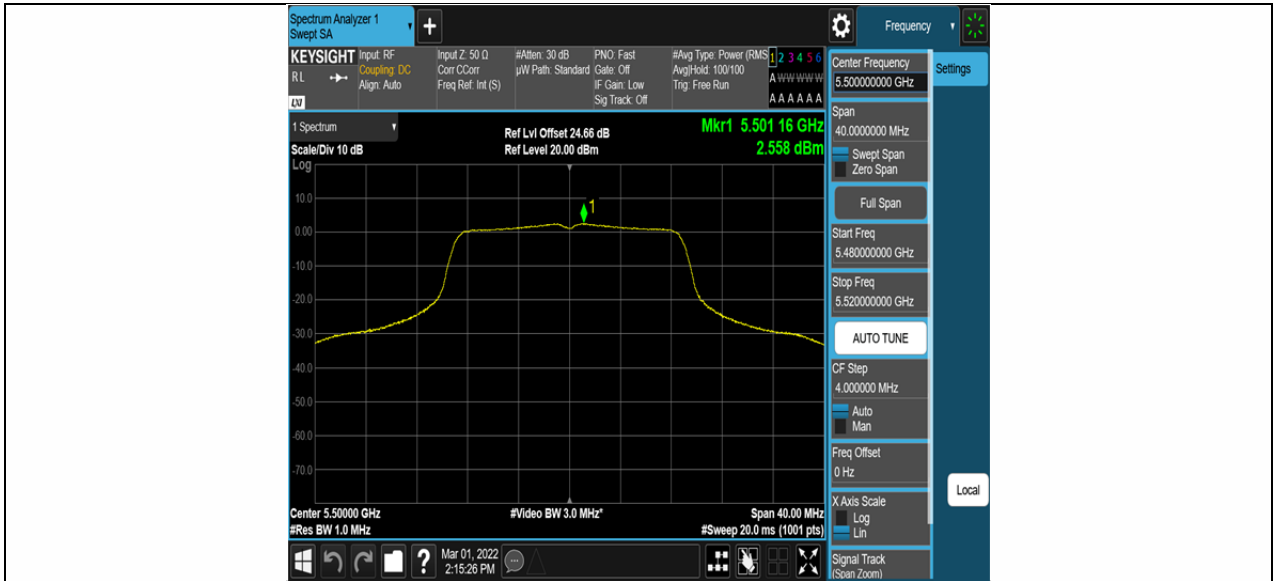 Spectrum Analyzer 1
Swept SA
+
Frequency
KEYSIGHT
RL
LXI
Input: RF
Coupling: DC
Align: Auto
Input Z: 50 Ω
Corr CCorr
Freq Ref: Int (S)
#Atten: 30 dB
µW Path: Standard
PNO: Fast
Gate: Off
IF Gain: Low
Sig Track: Off
#Avg Type: Power (RMS
Avg|Hold: 100/100
Trig: Free Run
1 2 3 4 5 6
A W W W W W
A A A A A A
1 Spectrum
Scale/Div 10 dB
Log
Ref Lvl Offset 24.66 dB
Ref Level 20.00 dBm
Mkr1 5.501 16 GHz
2.558 dBm
1
10.0
0.00
-10.0
-20.0
-30.0
-40.0
-50.0
-60.0
-70.0
Center 5.50000 GHz
#Res BW 1.0 MHz
#Video BW 3.0 MHz*
Span 40.00 MHz
#Sweep 20.0 ms (1001 pts)
?
Mar 01, 2022
2:15:26 PM
Center Frequency
5.500000000 GHz
Span
40.0000000 MHz
Swept Span
Zero Span
Full Span
Start Freq
5.480000000 GHz
Stop Freq
5.520000000 GHz
AUTO TUNE
CF Step
4.000000 MHz
Auto
Man
Freq Offset
0 Hz
X Axis Scale
Log
Lin
Signal Track
(Span Zoom)
Settings
Local